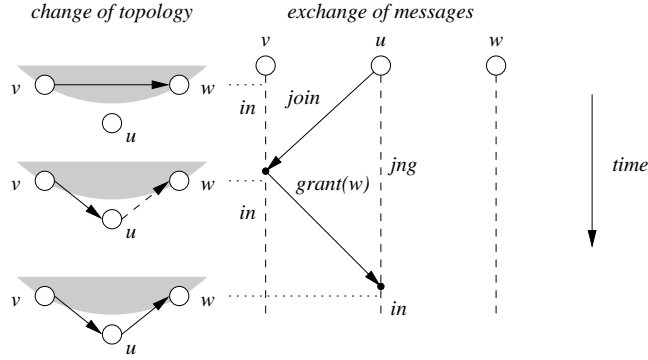 change of topology
exchange of messages
v u w
v w
in
join
u
jng
time
v w
grant(w)
in
u
v w
in
u